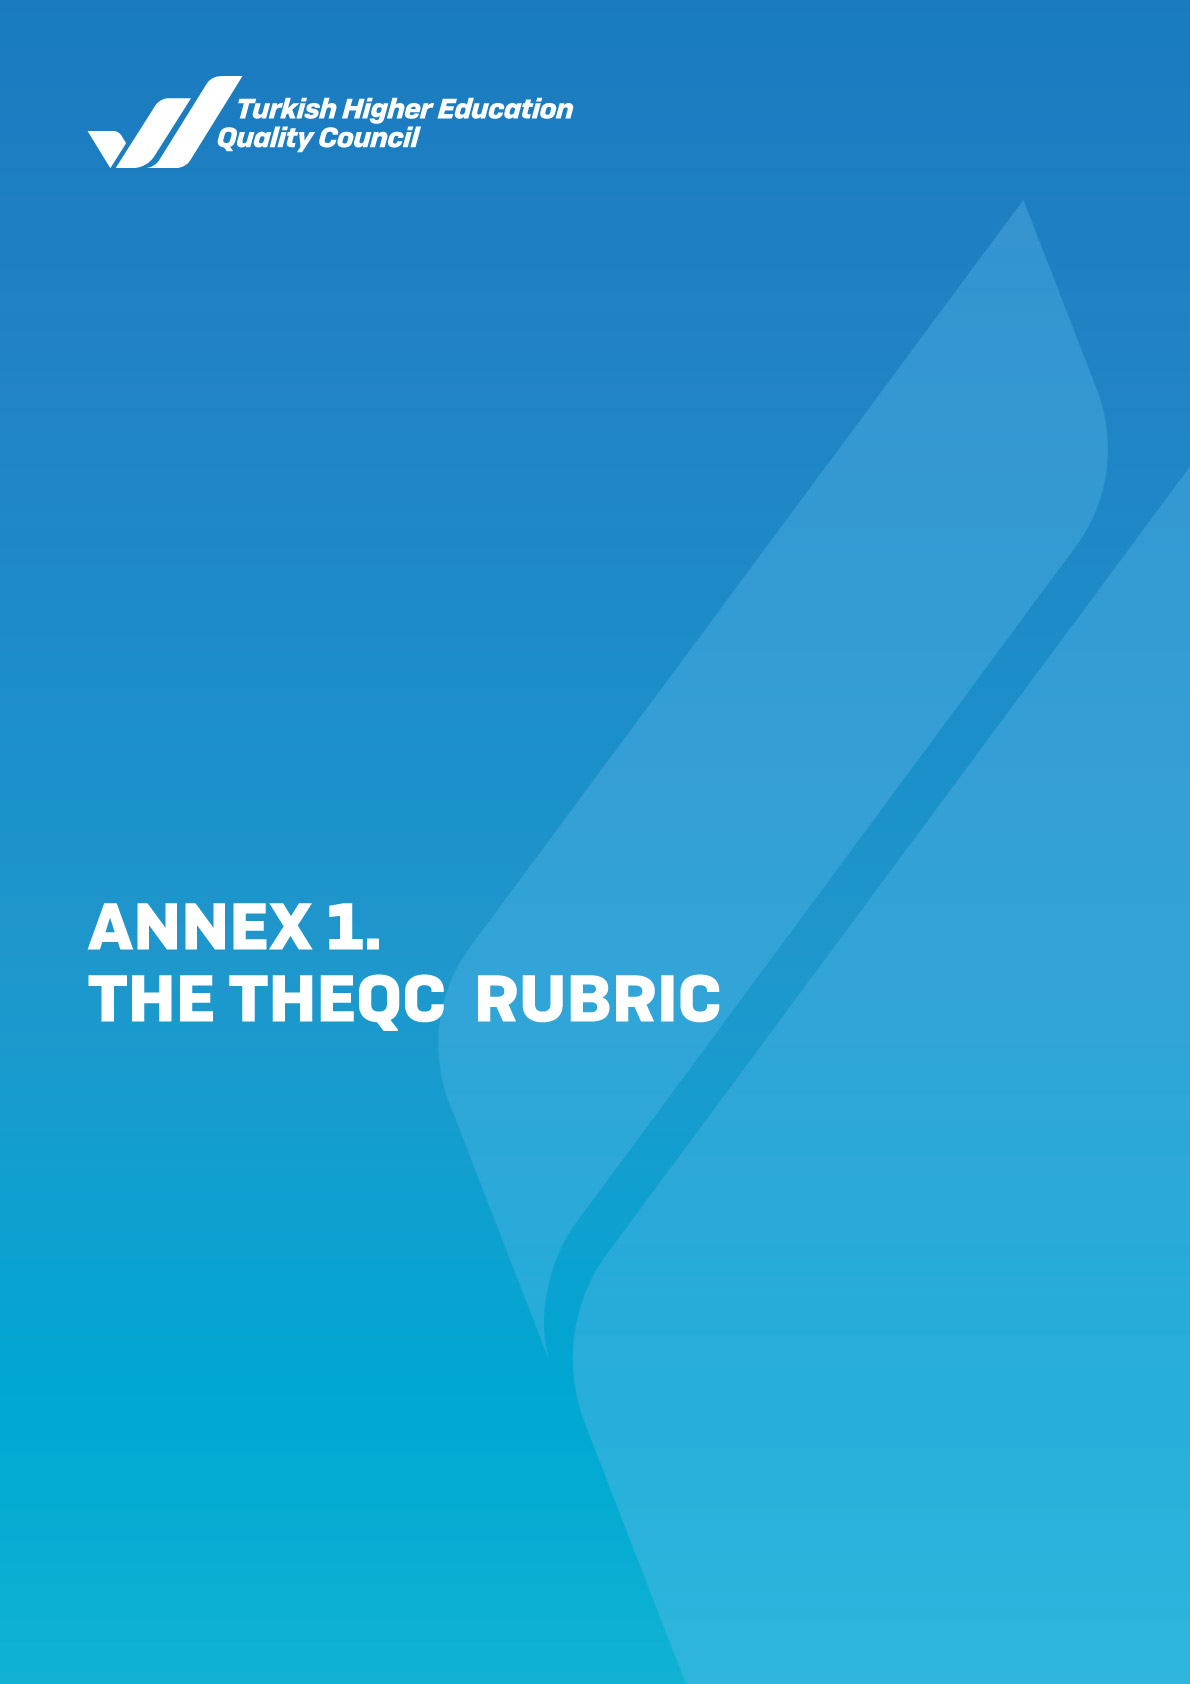 Turkish Higher Education
Quality Council
ANNEX 1.
THE THEQC RUBRIC